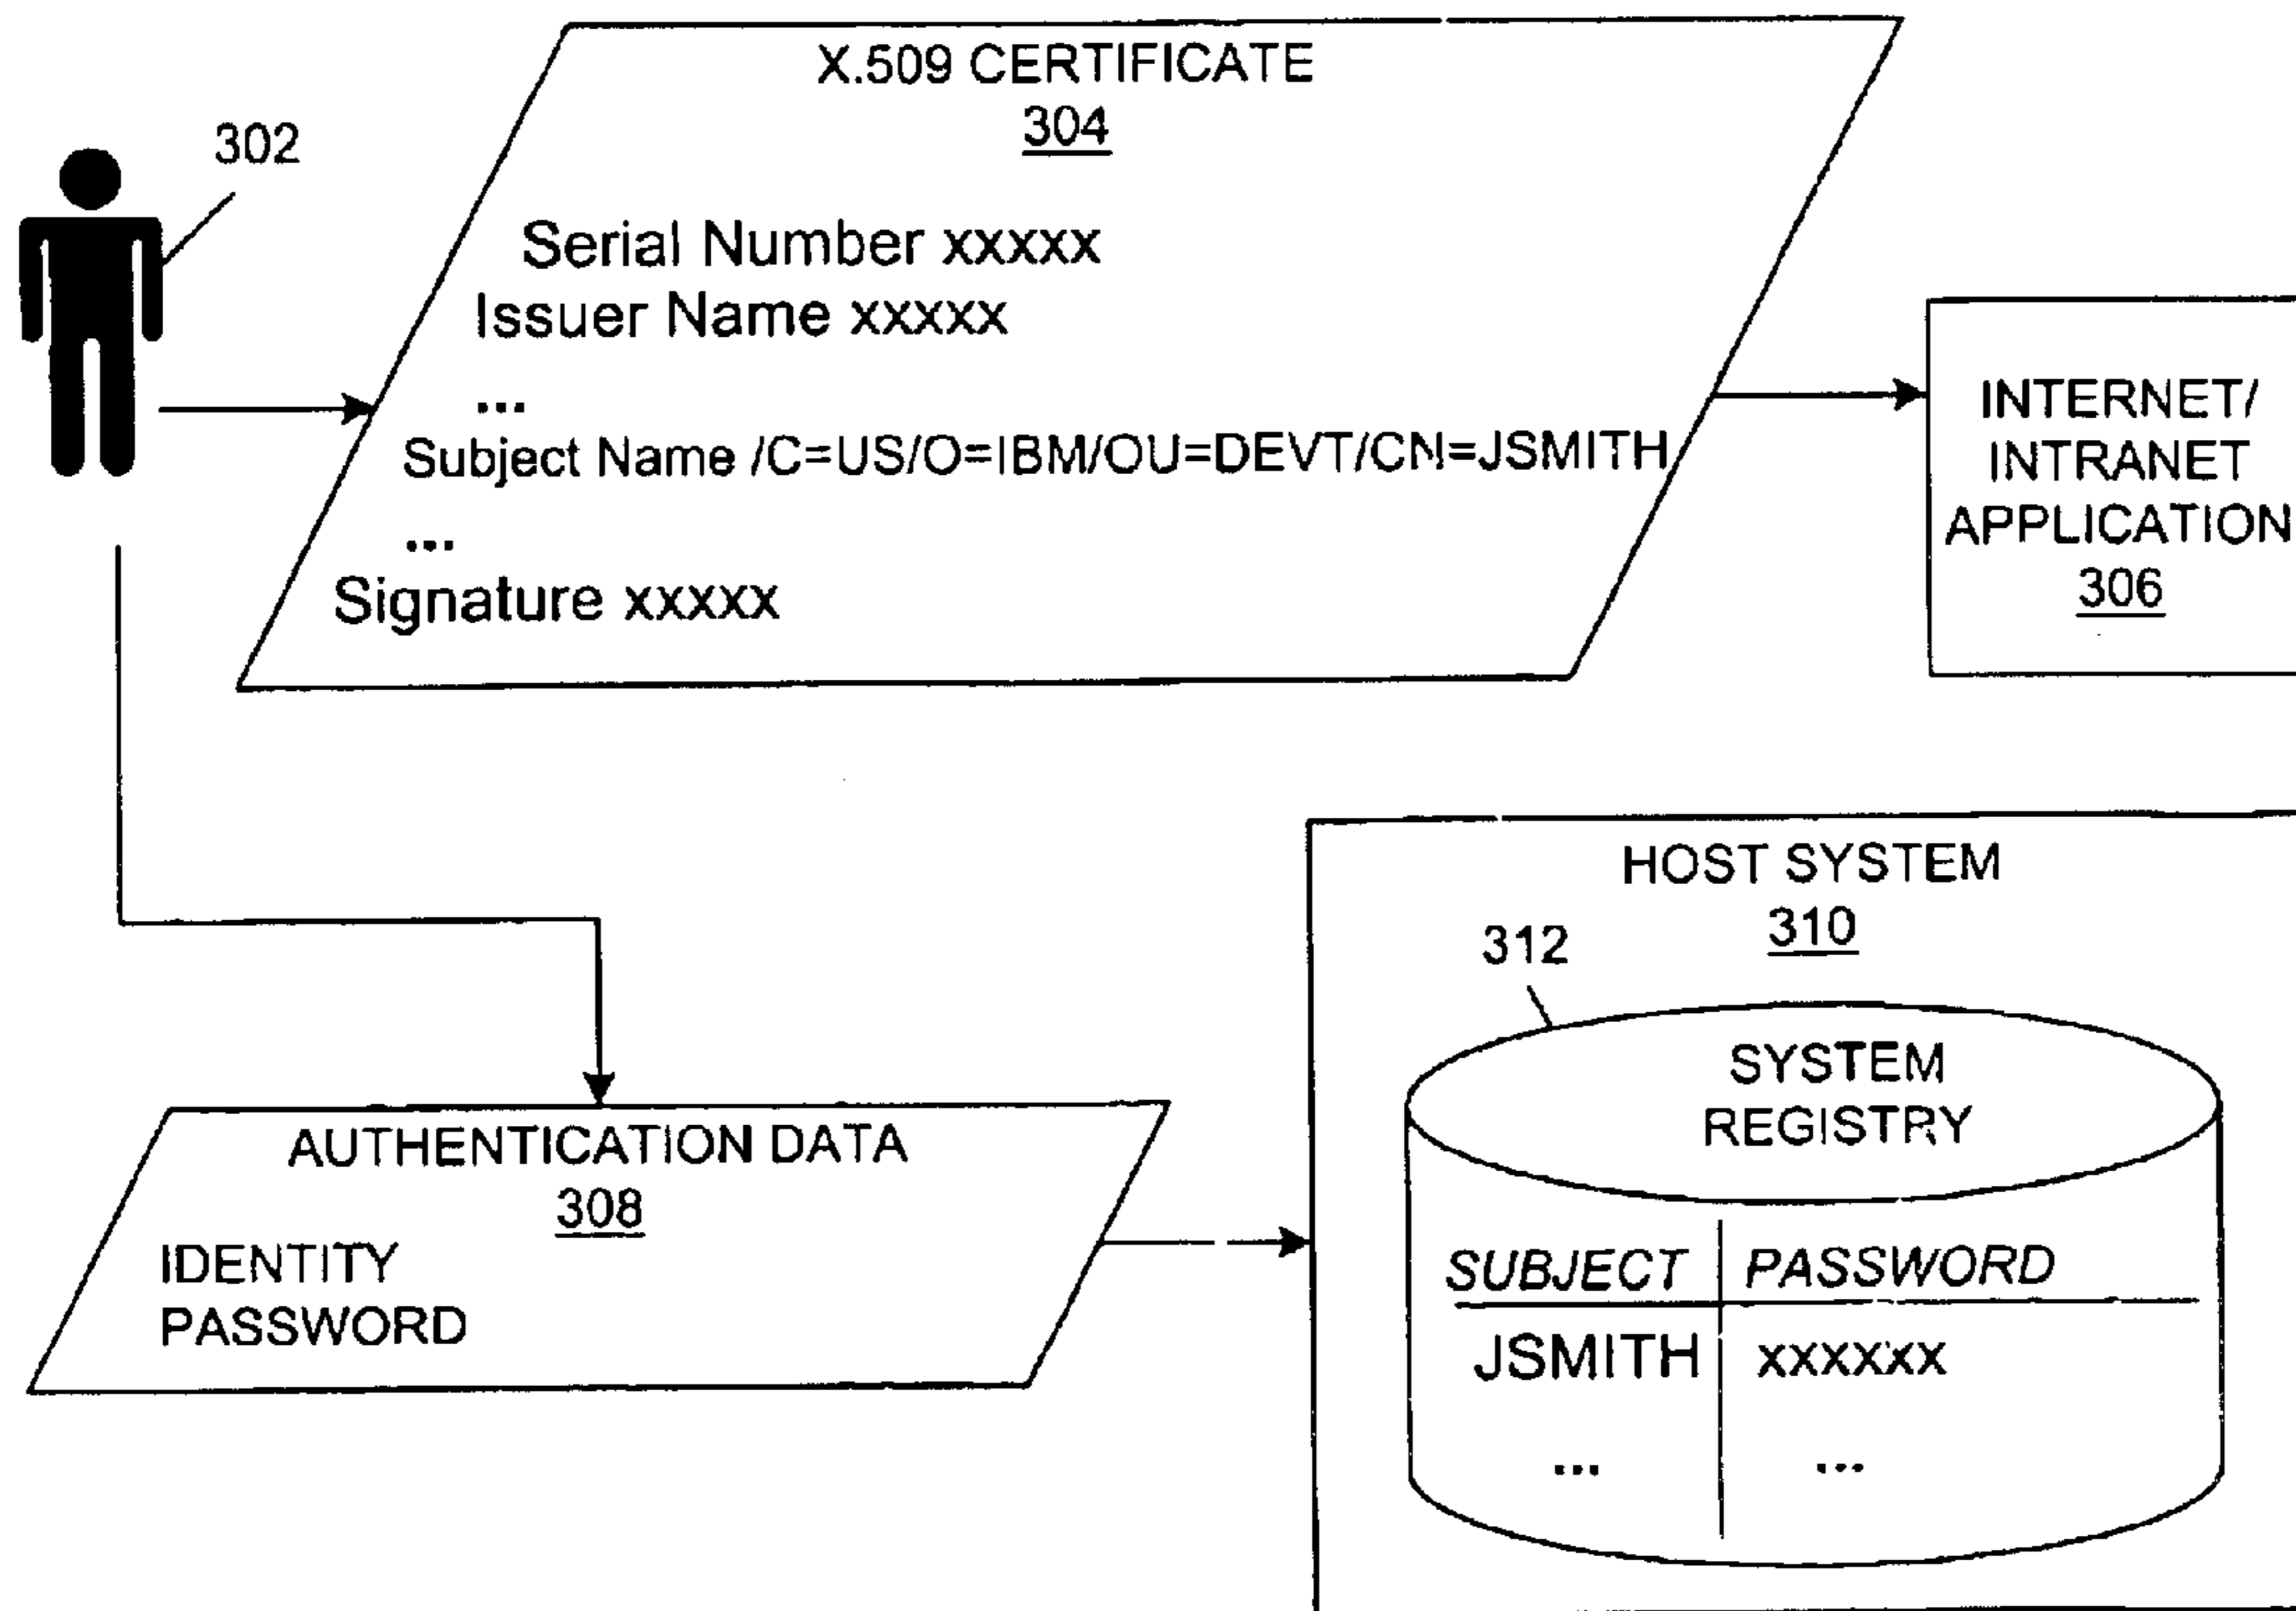 X.509 CERTIFICATE
304
302
Serial Number xxxxx
Issuer Name xxxxx
...
Subject Name /C=US/O=IBM/OU=DEVT/CN=JSMITH
...
Signature xxxxx
INTERNET/
INTRANET
APPLICATION
306
HOST SYSTEM
310
312
SYSTEM
REGISTRY
SUBJECT PASSWORD
JSMITH xxxxxx
... ...
AUTHENTICATION DATA
308
IDENTITY
PASSWORD